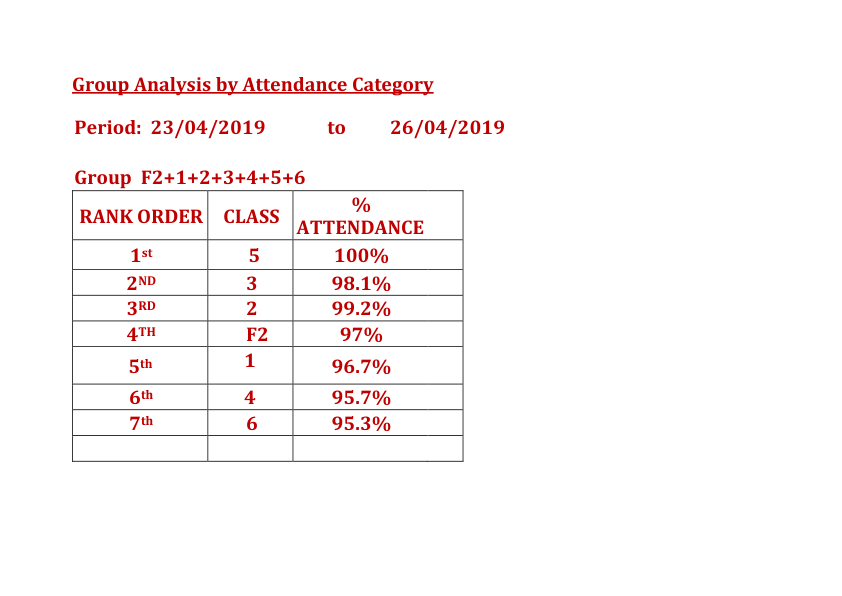 Group Analysis by Attendance Category
Period: 23/04/2019 to 26/04/2019
Group F2+1+2+3+4+5+6
RANK ORDER CLASS % ATTENDANCE
1st 5 100%
2ND 3 98.1%
3RD 2 99.2%
4TH F2 97%
5th 1 96.7%
6th 4 95.7%
7th 6 95.3%